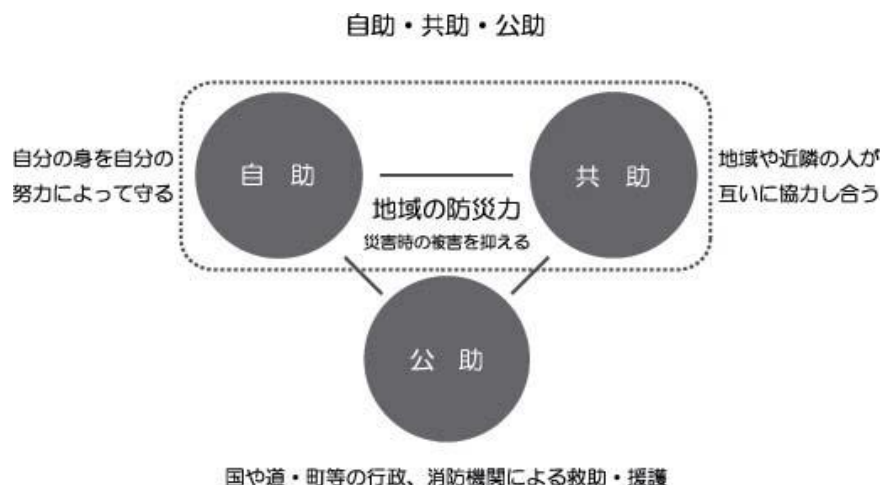 自助・共助・公助
自分の身を自分の
努力によって守る
自 助
共 助
地域や近隣の人が
互いに協力し合う
地域の防災力
災害時の被害を抑える
公 助
国や道・町等の行政、消防機関による救助・援護